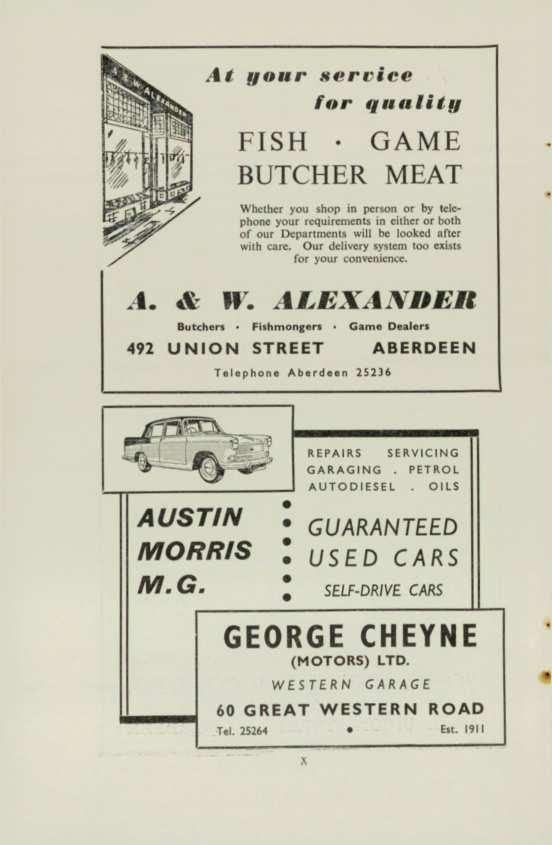 & W. ALEXANDER
At your service
for quality
FISH · GAME
BUTCHER MEAT
Whether you shop in person or by tele-
phone your requirements in either or both
of our Departments will be looked after
with care. Our delivery system too exists
for your convenience.
A. & W. ALEXANDER
Butchers · Fishmongers · Game Dealers
492 UNION STREET ABERDEEN
Telephone Aberdeen 25236
REPAIRS SERVICING
GARAGING . PETROL
AUTODIESEL . OILS
AUSTIN
MORRIS
M.G.
GUARANTEED
USED CARS
SELF-DRIVE CARS
GEORGE CHEYNE
(MOTORS) LTD.
WESTERN GARAGE
60 GREAT WESTERN ROAD
Tel. 25264 • Est. 1911
X